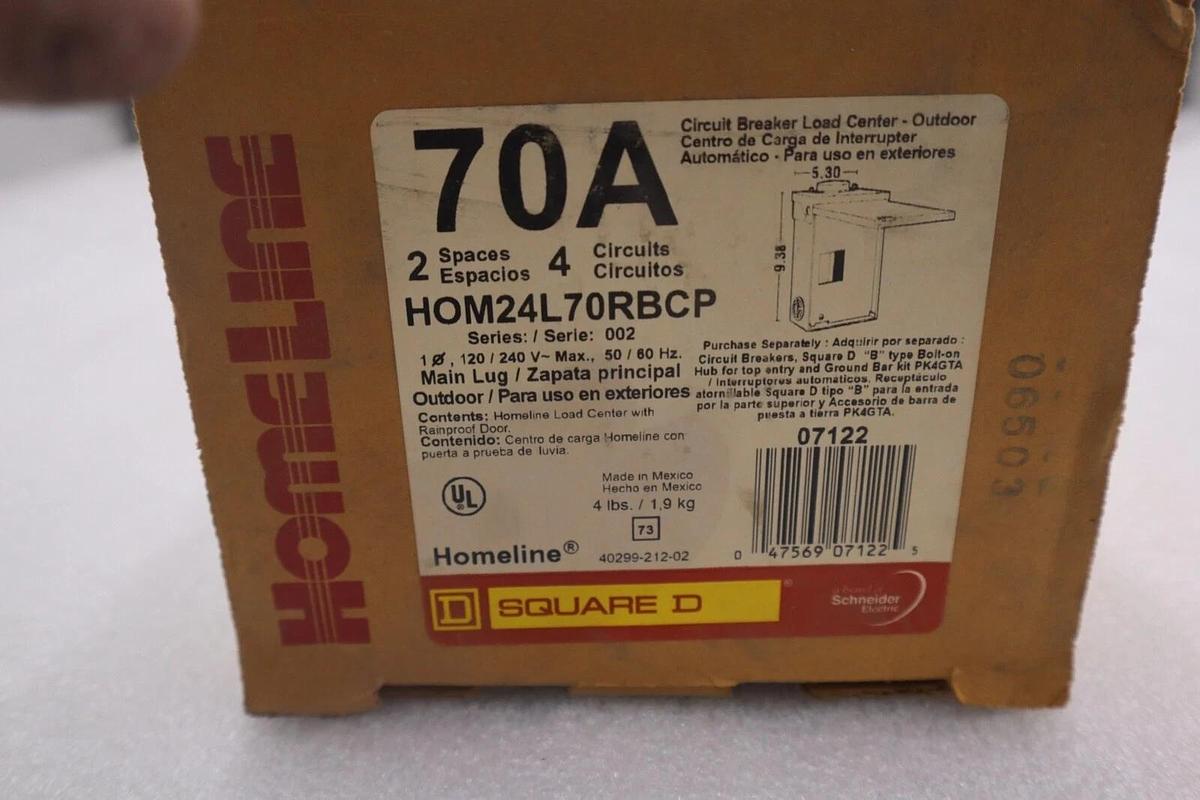 HOMELINE
70A
Circuit Breaker Load Center - Outdoor
Centro de Carga de Interrupter
Automático - Para uso en exteriores
5.30
9.38
2 Spaces 4 Circuits
Espacios Circuitos
HOM24L70RBCP
Series: / Serie: 002
1 Ø, 120 / 240 V~ Max., 50 / 60 Hz.
Main Lug / Zapata principal
Outdoor / Para uso en exteriores
Contents: Homeline Load Center with
Rainproof Door.
Contenido: Centro de carga Homeline con
puerta a prueba de luvia.
Purchase Separately : Adquirir por separado :
Circuit Breakers, Square D "B" type Bolt-on
Hub for top entry and Ground Bar kit PK4GTA
/ Interruptores automáticos, Receptáculo
atornillable Square D tipo "B" para la entrada
por la parte superior y Accesorio de barra de
puesta a tierra PK4GTA.
07122
0 47569 07122 5
UL
Made in Mexico
Hecho en Mexico
4 lbs. / 1,9 kg
73
Homeline®
40299-212-02
D SQUARE D ®
a brand of
Schneider
Electric
06503